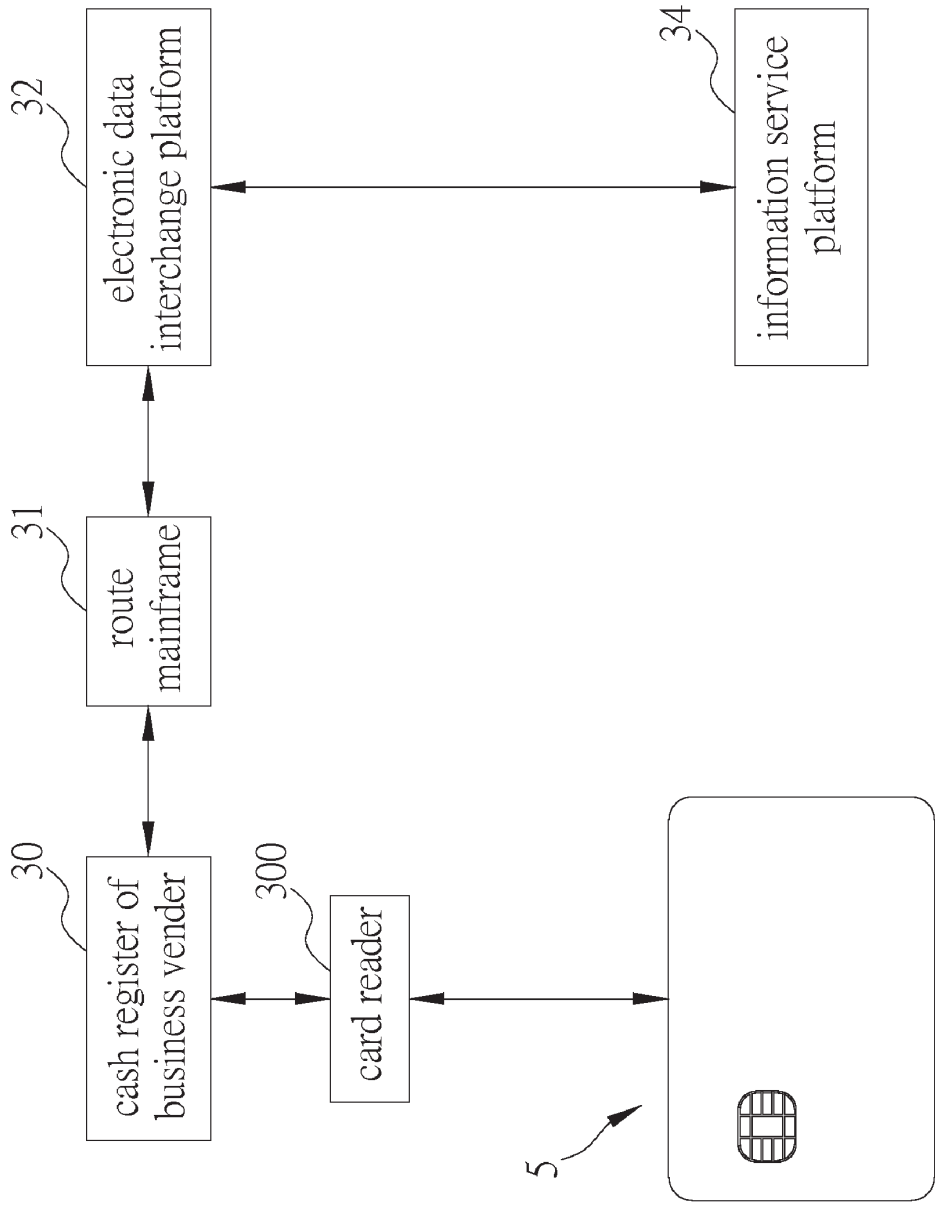 30
cash register of
business vender
31
route
mainframe
32
electronic data
interchange platform
300
card reader
34
information service
platform
5